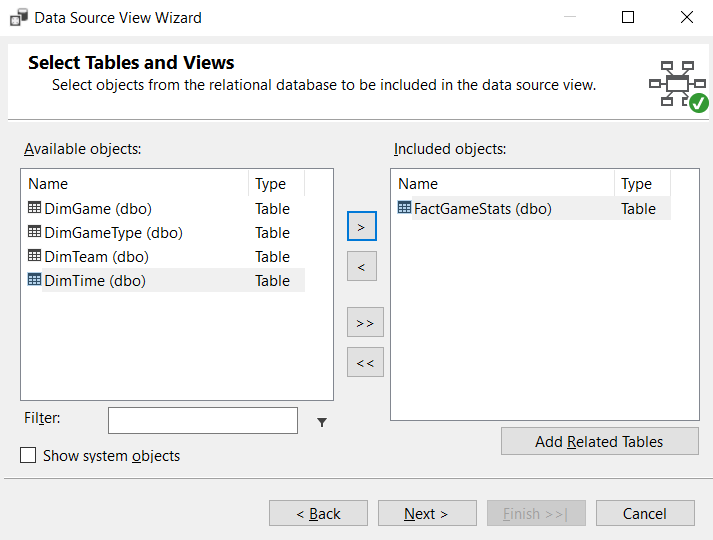 Data Source View Wizard
Select Tables and Views
Select objects from the relational database to be included in the data source view.
Available objects:
Name Type
DimGame (dbo) Table
DimGameType (dbo) Table
DimTeam (dbo) Table
DimTime (dbo) Table
>
<
>>
<<
Included objects:
Name Type
FactGameStats (dbo) Table
Filter:
Add Related Tables
Show system objects
< Back Next > Finish >>| Cancel